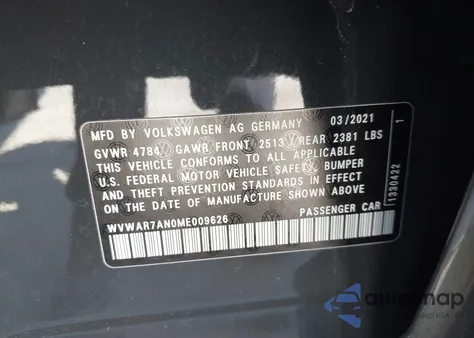 MFD BY VOLKSWAGEN AG GERMANY 03/2021
GVWR 4784 GAWR FRONT 2513 REAR 2381 LBS
THIS VEHICLE CONFORMS TO ALL APPLICABLE
U.S. FEDERAL MOTOR VEHICLE SAFETY, BUMPER
AND THEFT PREVENTION STANDARDS IN EFFECT
ON THE DATE OF MANUFACTURE SHOWN ABOVE
WVWAR7AN0ME009626 PASSENGER CAR
1330422 1